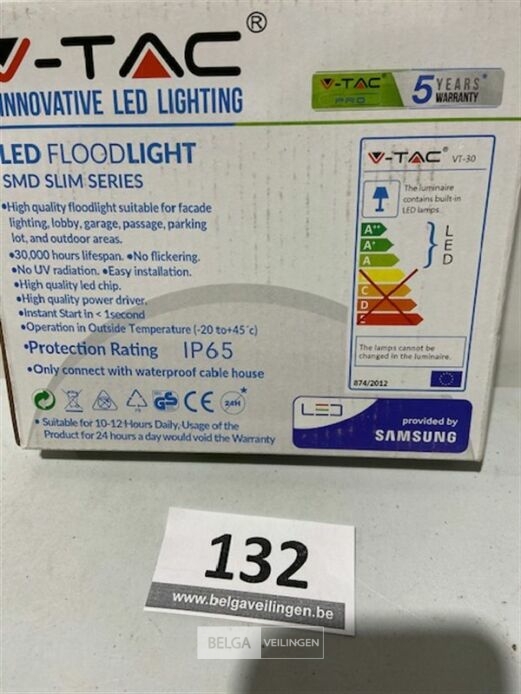 V-TAC®
INNOVATIVE LED LIGHTING
V-TAC
PRO
5 YEARS*
WARRANTY
LED FLOODLIGHT
SMD SLIM SERIES
•High quality floodlight suitable for facade
lighting, lobby, garage, passage, parking
lot, and outdoor areas.
•30,000 hours lifespan. •No flickering.
•No UV radiation. •Easy installation.
•High quality led chip.
•High quality power driver.
•Instant Start in < 1second
•Operation in Outside Temperature (-20 to+45°c)
•Protection Rating IP65
•Only connect with waterproof cable house
CE
24H
• Suitable for 10-12 Hours Daily, Usage of the
Product for 24 hours a day would void the Warranty
V-TAC VT-30
The luminaire
contains built-in
LED lamps.
A++
A+
A
C
D
E
L
E
D
The lamps cannot be
changed in the luminaire.
874/2012
LED
provided by
SAMSUNG
132
www.belgaveilingen.be
BELGA VEILINGEN